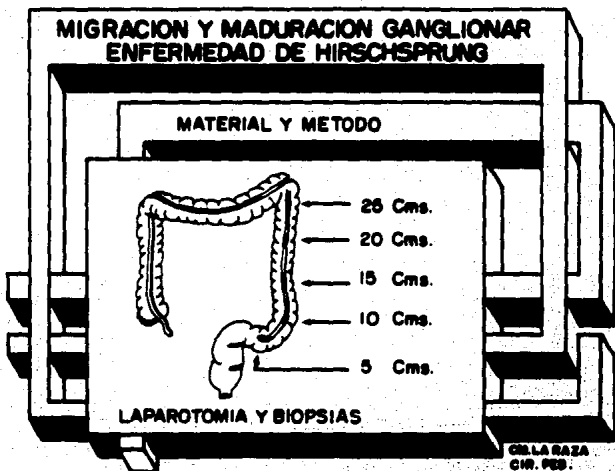 MIGRACION Y MADURACION GANGLIONAR
ENFERMEDAD DE HIRSCHSPRUNG
MATERIAL Y METODO
25 Cms.
20 Cms.
15 Cms.
10 Cms.
5 Cms.
LAPAROTOMIA Y BIOPSIAS
CM.LA RAZA
CIR. PED.